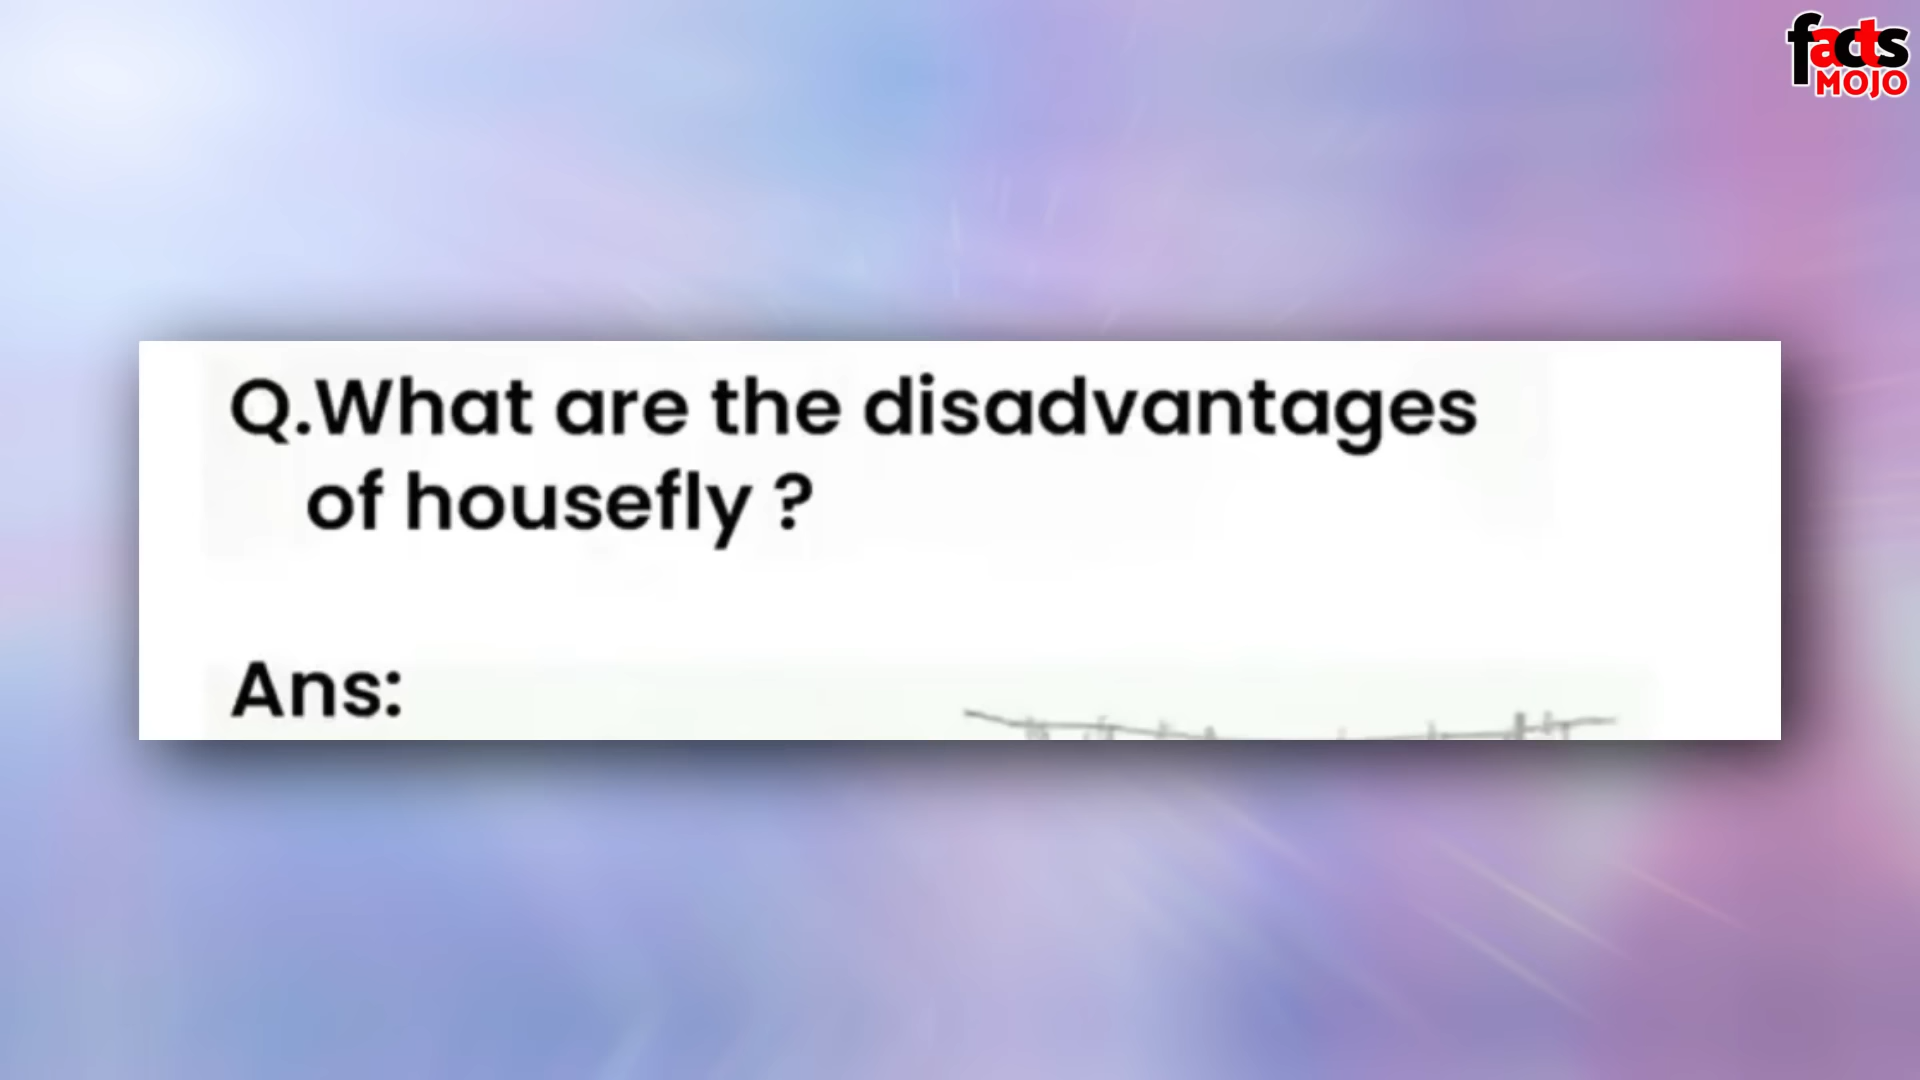 facts
MOJO
Q.What are the disadvantages
of housefly ?
Ans: